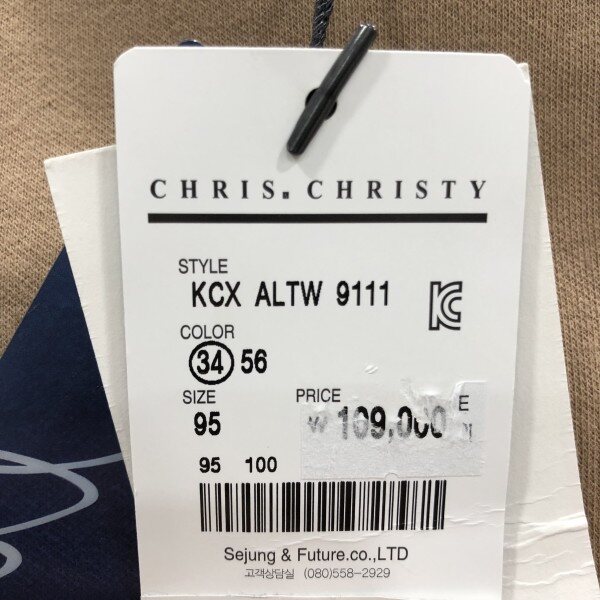 CHRIS. CHRISTY
STYLE
KCX ALTW 9111
COLOR
34 56
SIZE PRICE
95 ₩ 109,000
95 100
Sejung & Future.co.,LTD
고객상담실 (080)558-2929